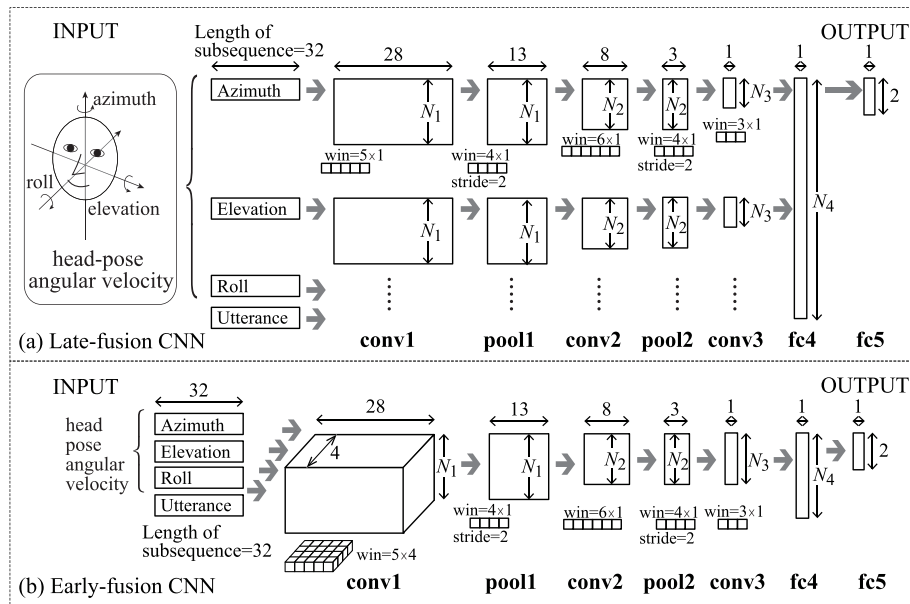 INPUT
Length of
subsequence=32
28
13
8
3
1
1
OUTPUT
1
azimuth
roll
elevation
head-pose
angular velocity
Azimuth
N1
N1
N2
N2
N3
2
win=5×1
win=4×1
stride=2
win=6×1
win=4×1
stride=2
win=3×1
Elevation
N1
N1
N2
N2
N3
N4
Roll
Utterance
(a) Late-fusion CNN
conv1
pool1
conv2
pool2
conv3
fc4
fc5
INPUT
OUTPUT
32
28
13
8
3
1
1
1
head
pose
angular
velocity
Azimuth
Elevation
Roll
Utterance
4
N1
N1
N2
N2
N3
N4
2
Length of
subsequence=32
win=5×4
win=4×1
stride=2
win=6×1
win=4×1
stride=2
win=3×1
(b) Early-fusion CNN
conv1
pool1
conv2
pool2
conv3
fc4
fc5